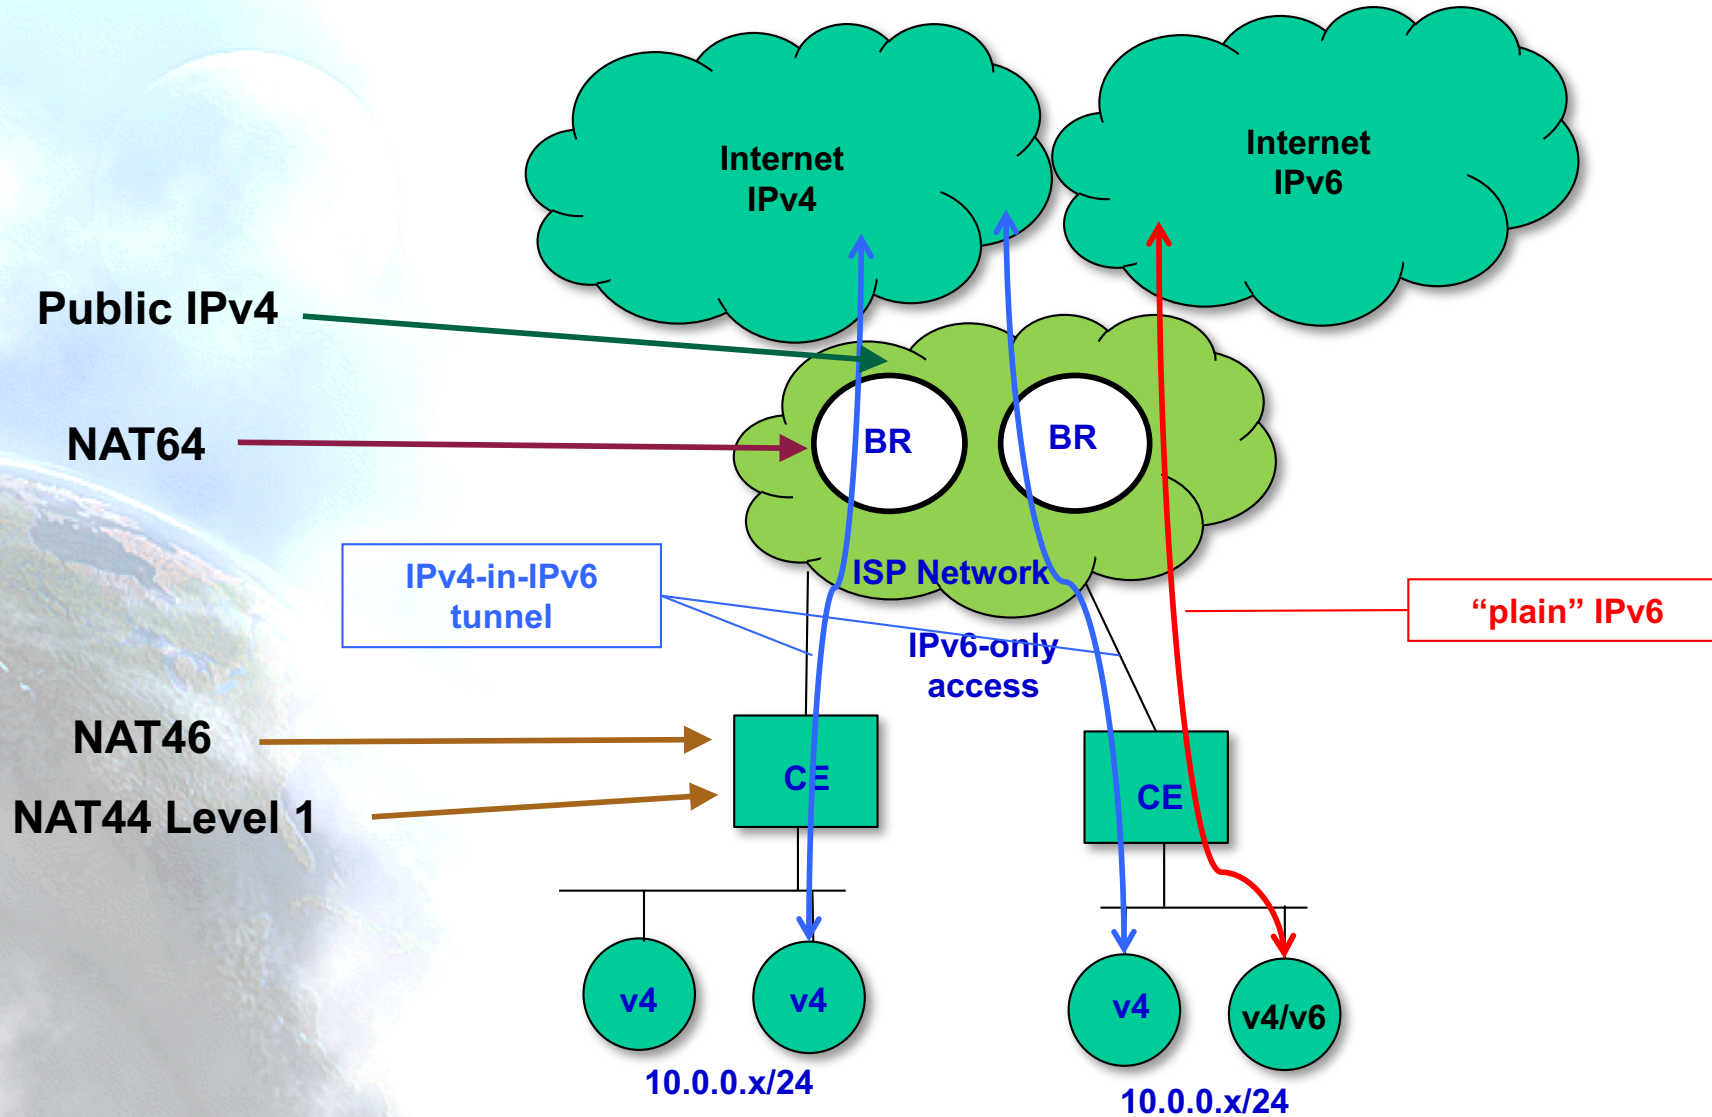 Internet
IPv4
Internet
IPv6
Public IPv4
NAT64
BR
BR
IPv4-in-IPv6
tunnel
ISP Network
"plain" IPv6
IPv6-only
access
NAT46
NAT44 Level 1
CE
CE
v4
v4
v4
v4/v6
10.0.0.x/24
10.0.0.x/24